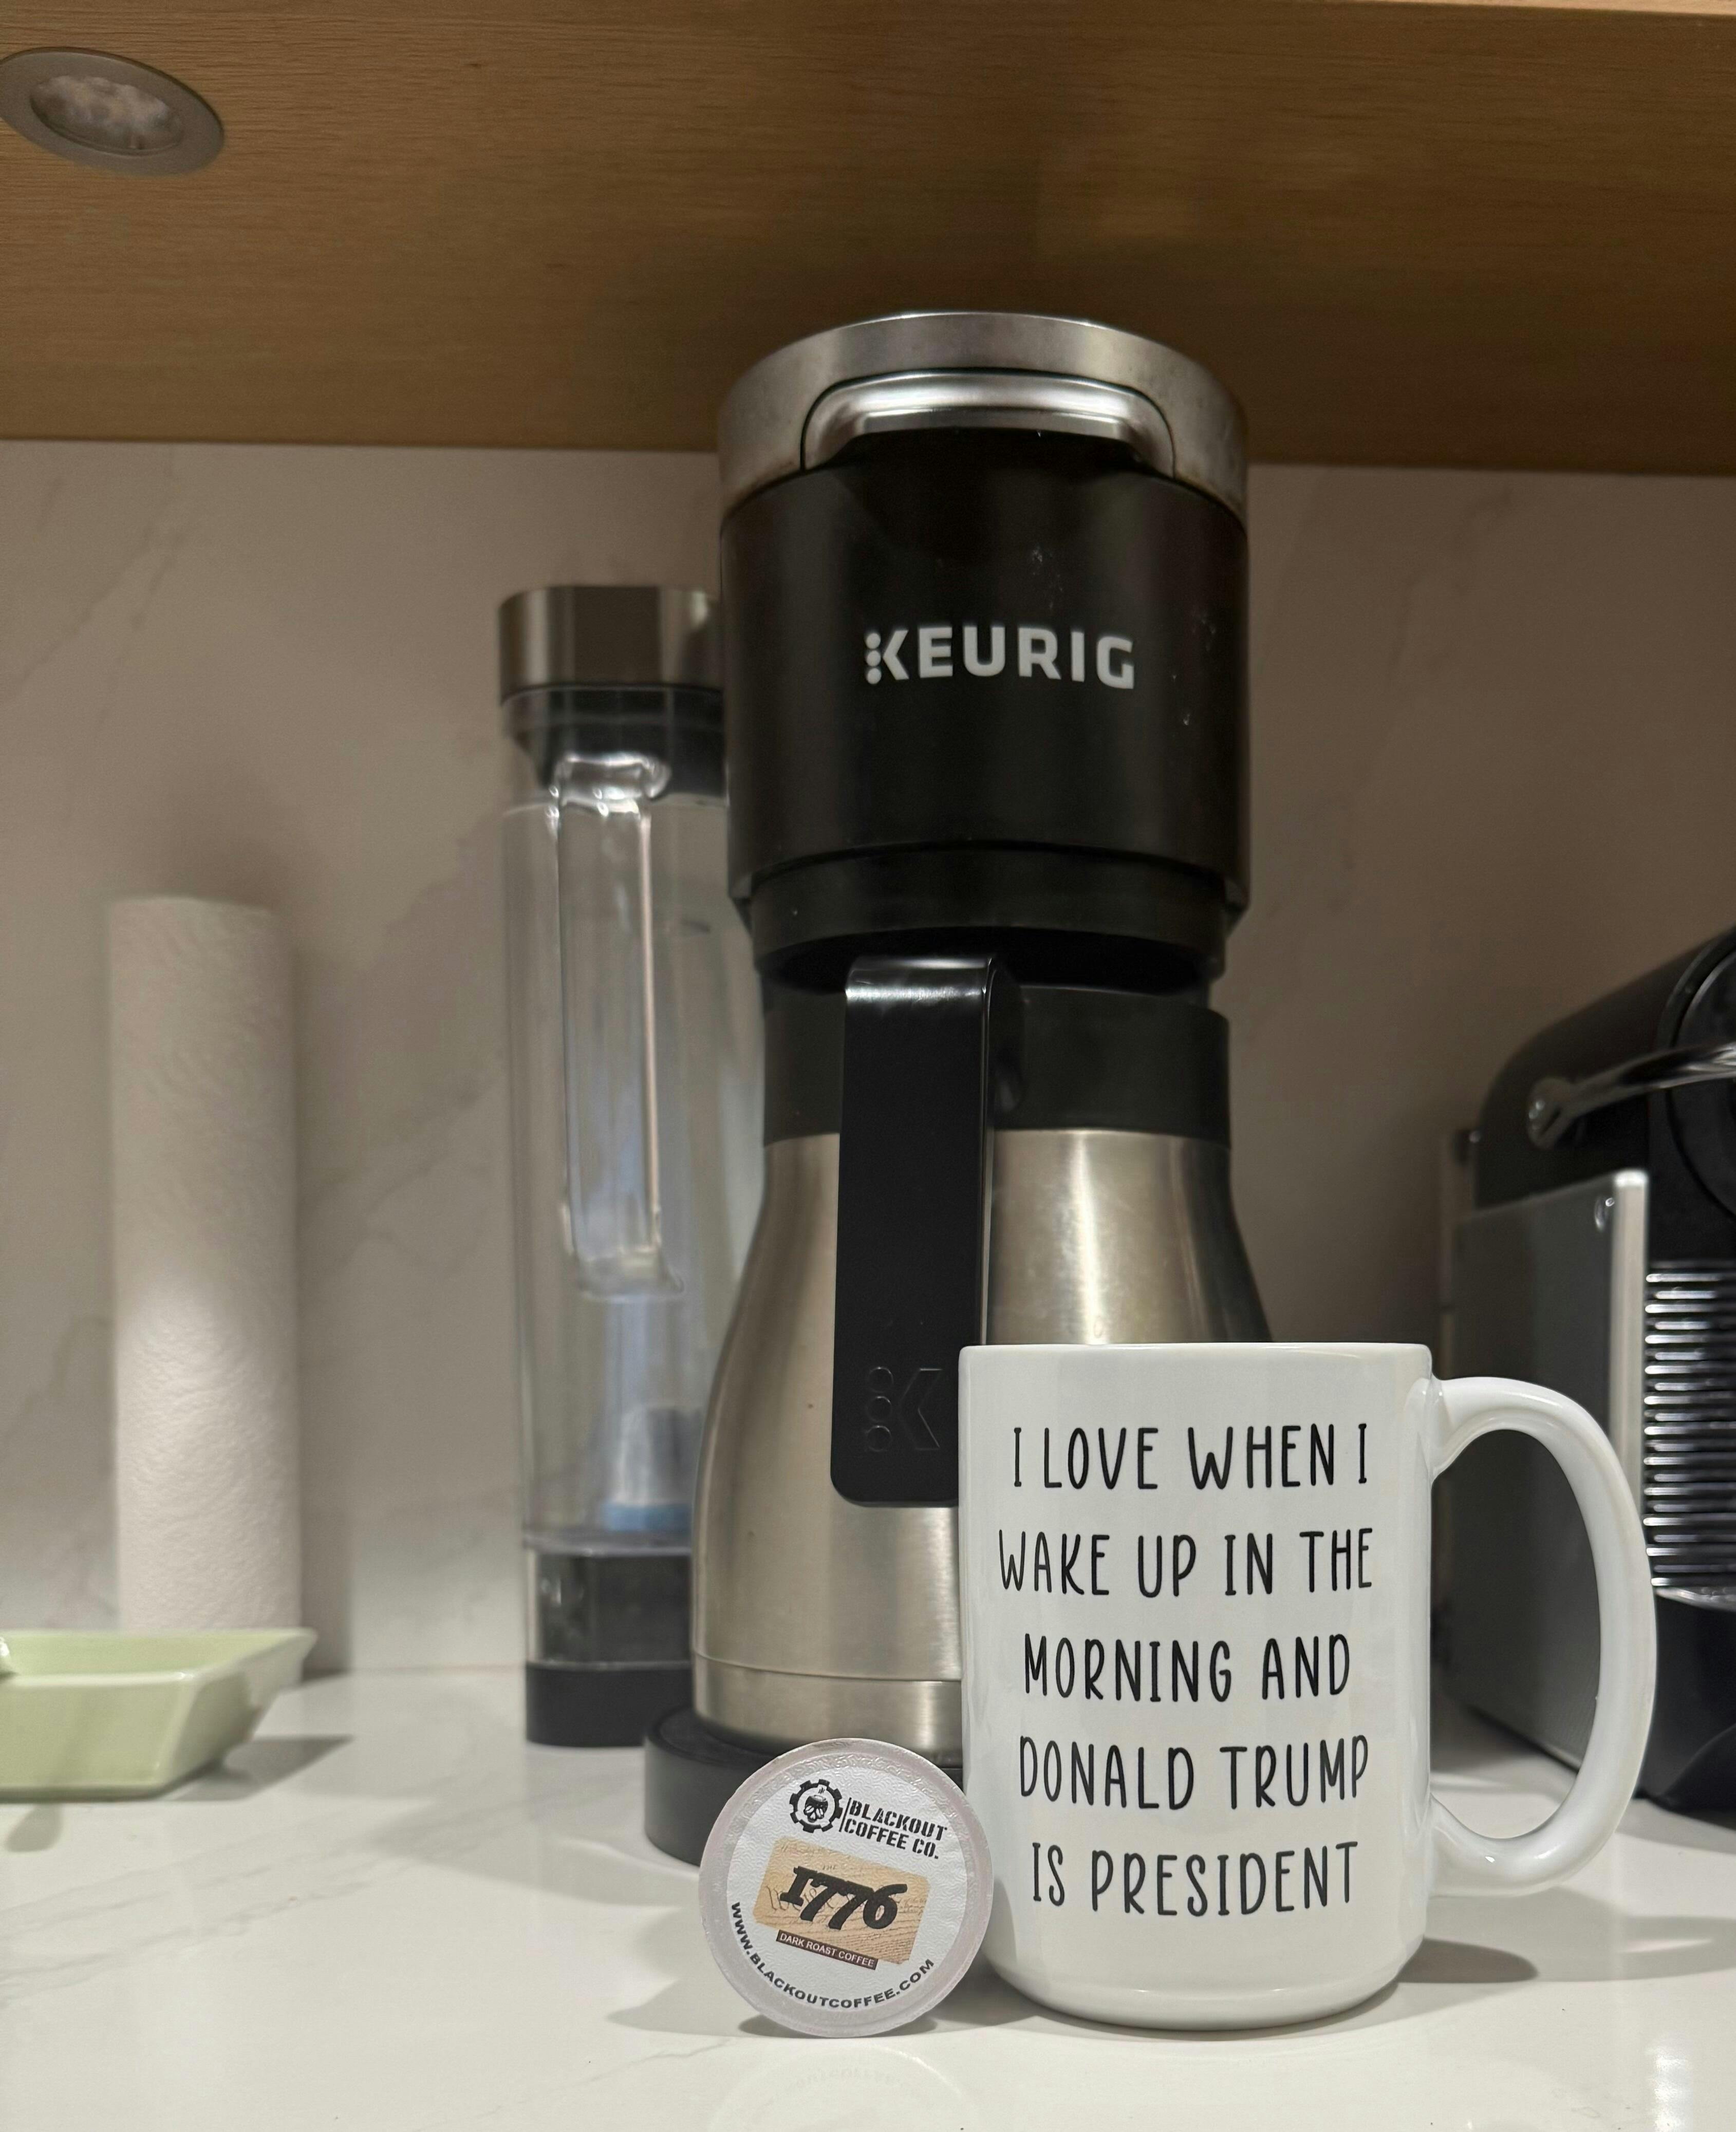 KEURIG
K
I LOVE WHEN I
WAKE UP IN THE
MORNING AND
DONALD TRUMP
IS PRESIDENT
BLACKOUT
COFFEE CO.
1776
DARK ROAST COFFEE
WWW.BLACKOUTCOFFEE.COM